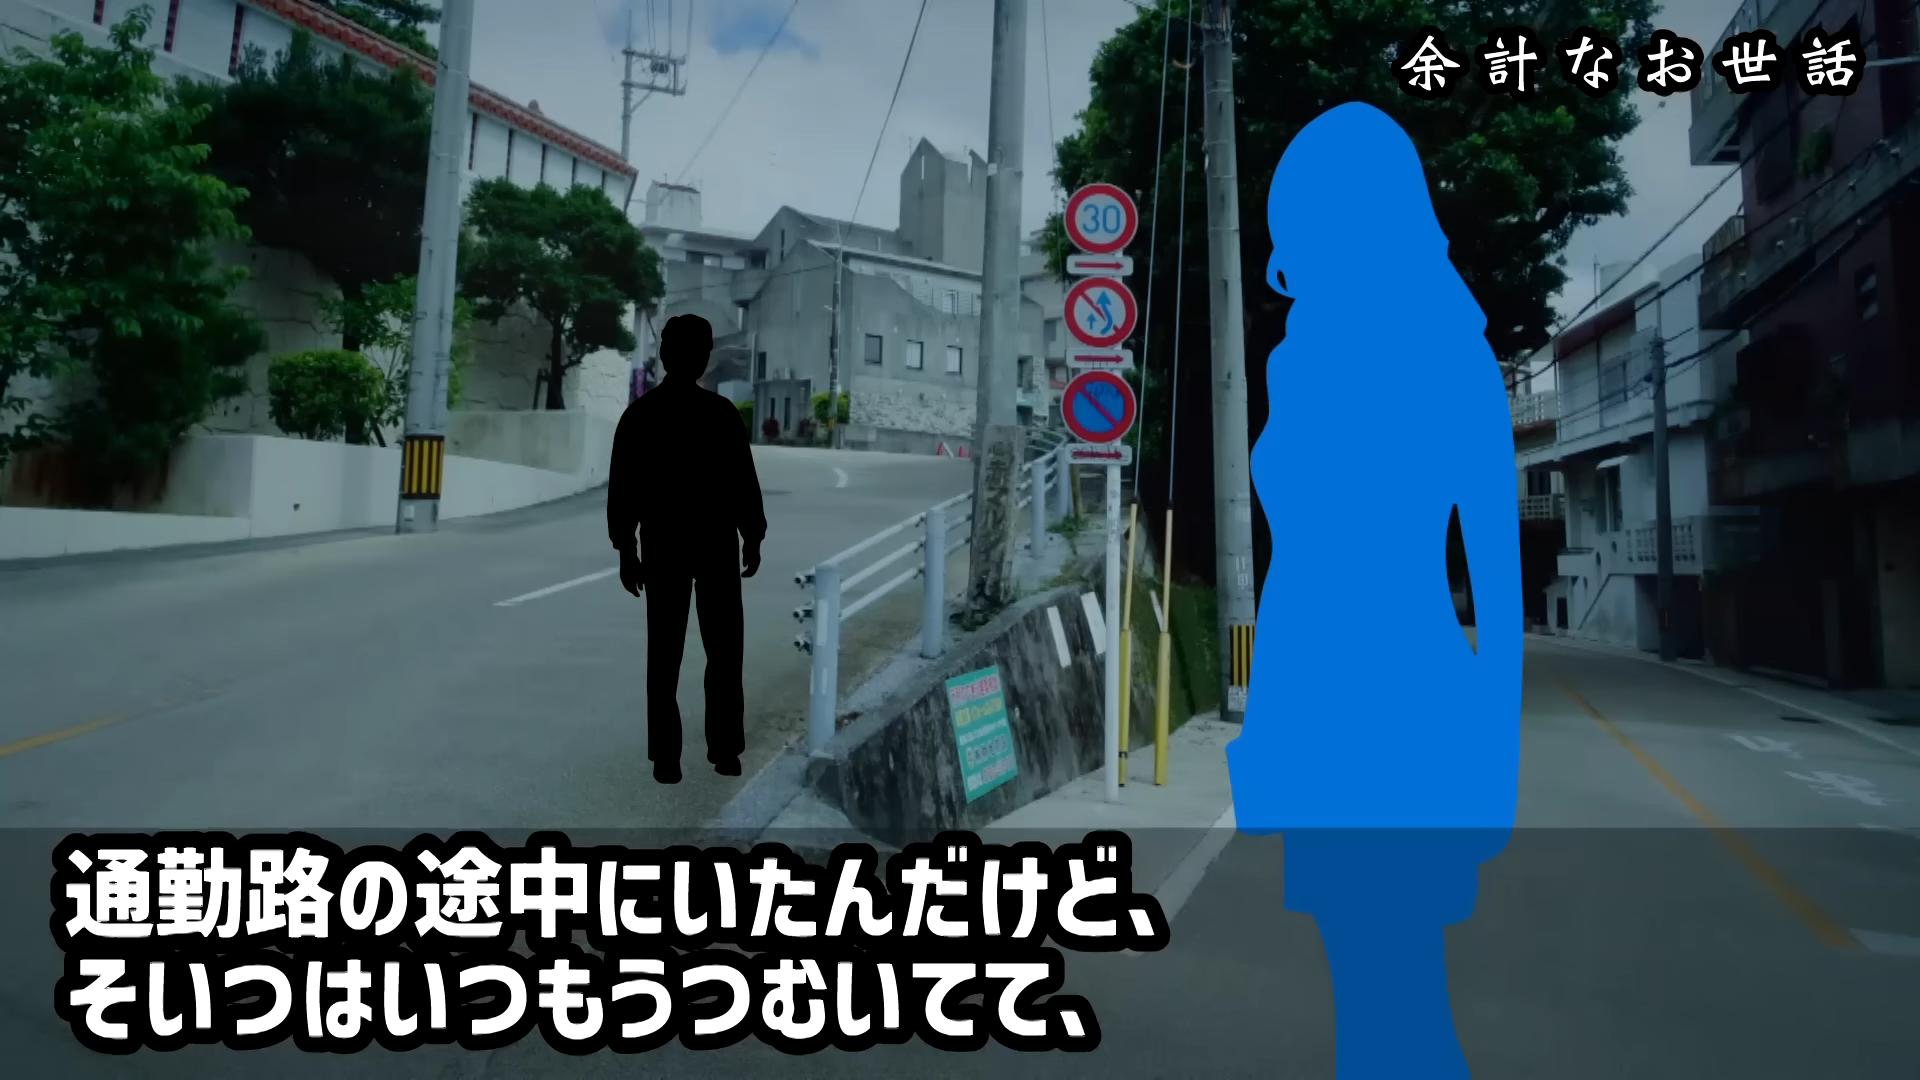 余計なお世話
30
通勤路の途中にいたんだけど、
そいつはいつもうつむいてて、